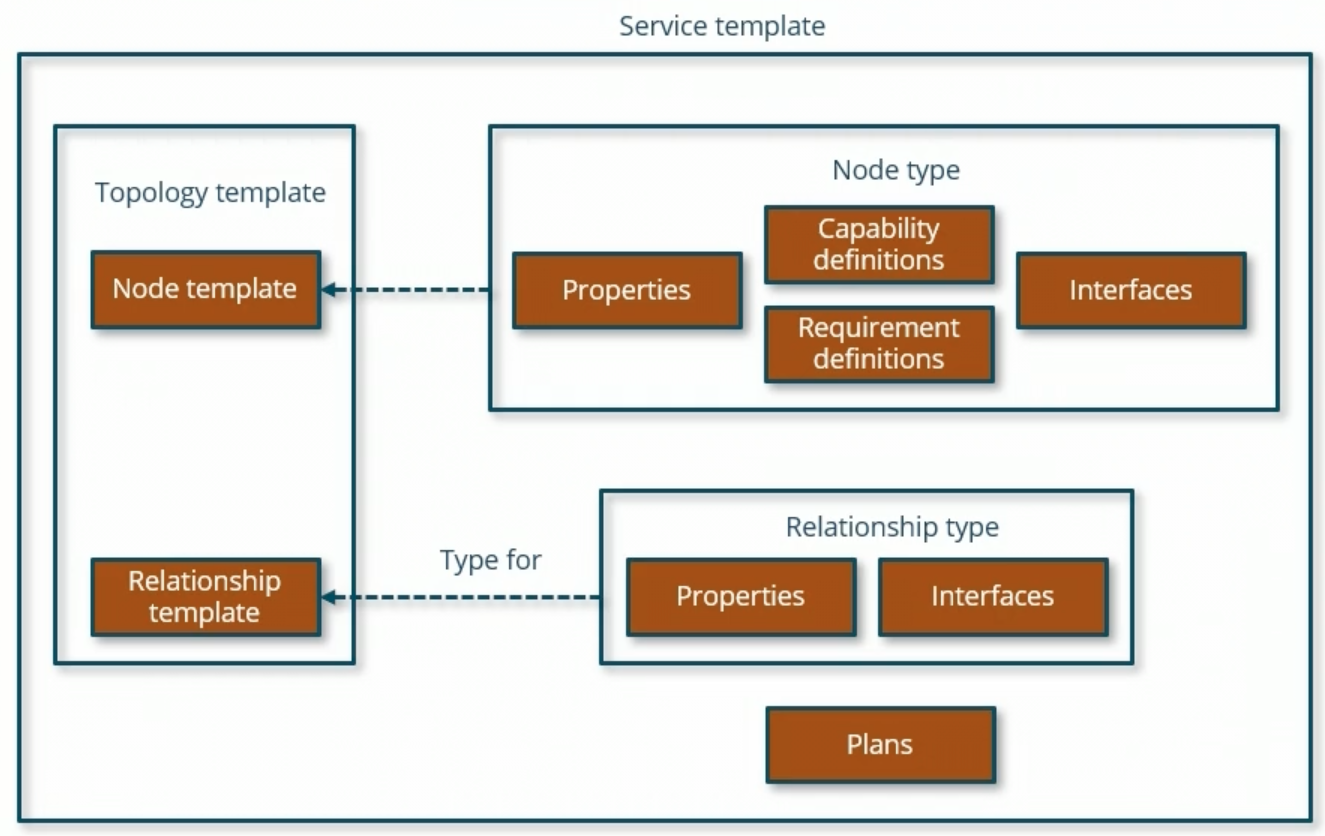 Service template
Topology template
Node template
Relationship
template
Node type
Properties
Capability
definitions
Requirement
definitions
Interfaces
Type for
Relationship type
Properties
Interfaces
Plans